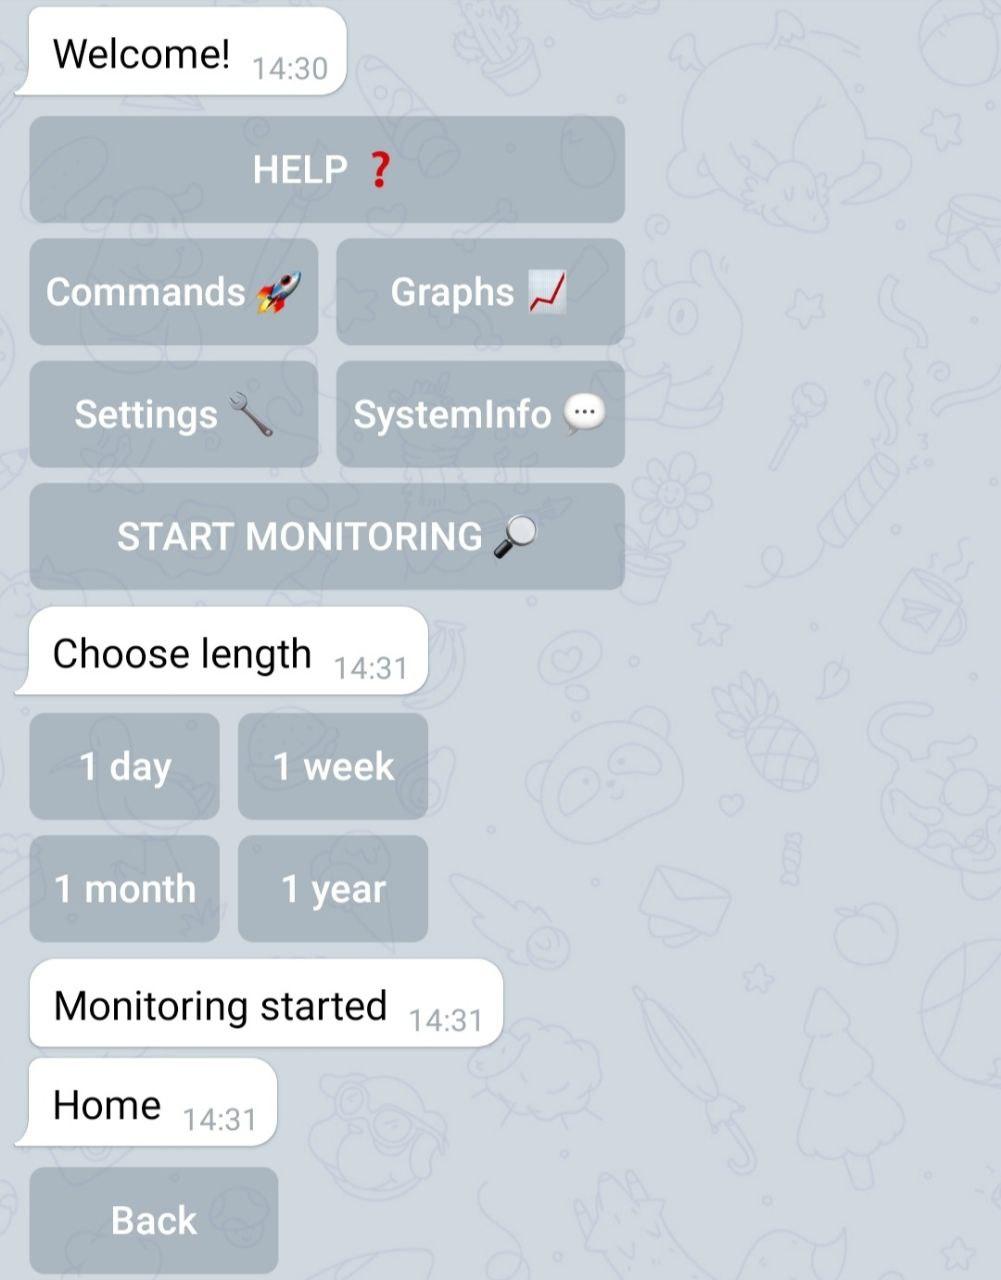 Welcome! 14:30
HELP ❓
Commands 🚀 Graphs 📈
Settings 🔧 SystemInfo 💬
START MONITORING 🔎
Choose length 14:31
1 day 1 week
1 month 1 year
Monitoring started 14:31
Home 14:31
Back